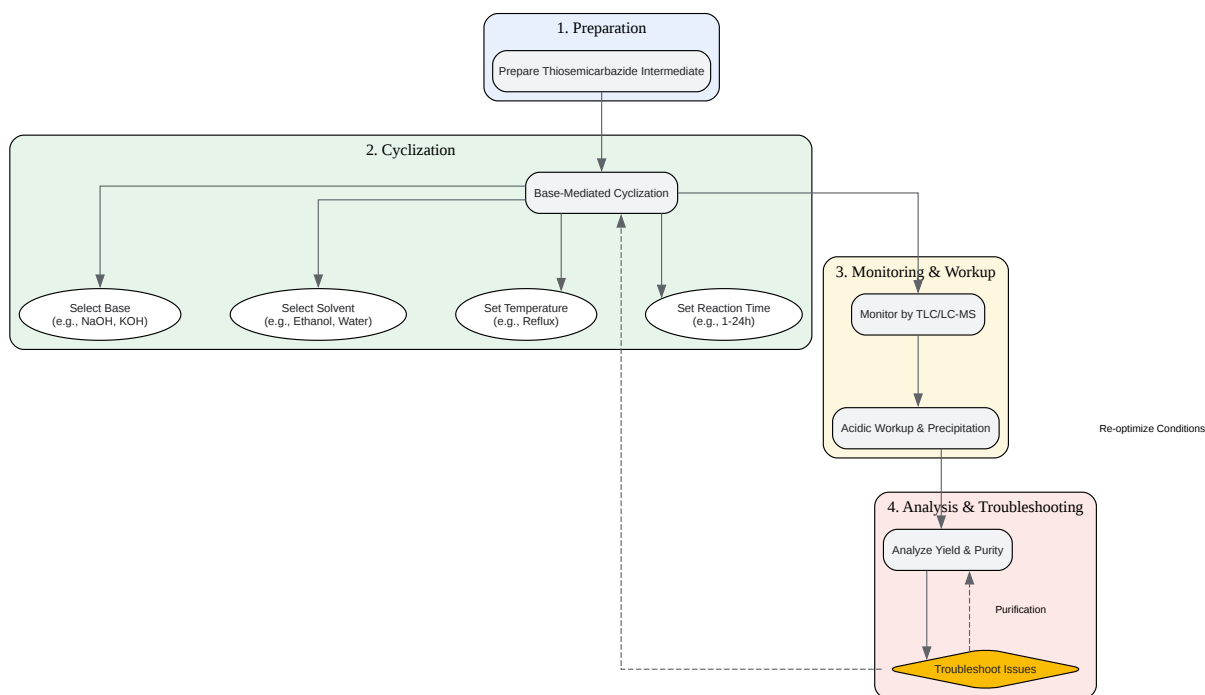 1. Preparation
Prepare Thiosemicarbazide Intermediate
2. Cyclization
Base-Mediated Cyclization
Select Base
(e.g., NaOH, KOH)
Select Solvent
(e.g., Ethanol, Water)
Set Temperature
(e.g., Reflux)
Set Reaction Time
(e.g., 1-24h)
3. Monitoring & Workup
Monitor by TLC/LC-MS
Acidic Workup & Precipitation
Re-optimize Conditions
4. Analysis & Troubleshooting
Analyze Yield & Purity
Purification
Troubleshoot Issues